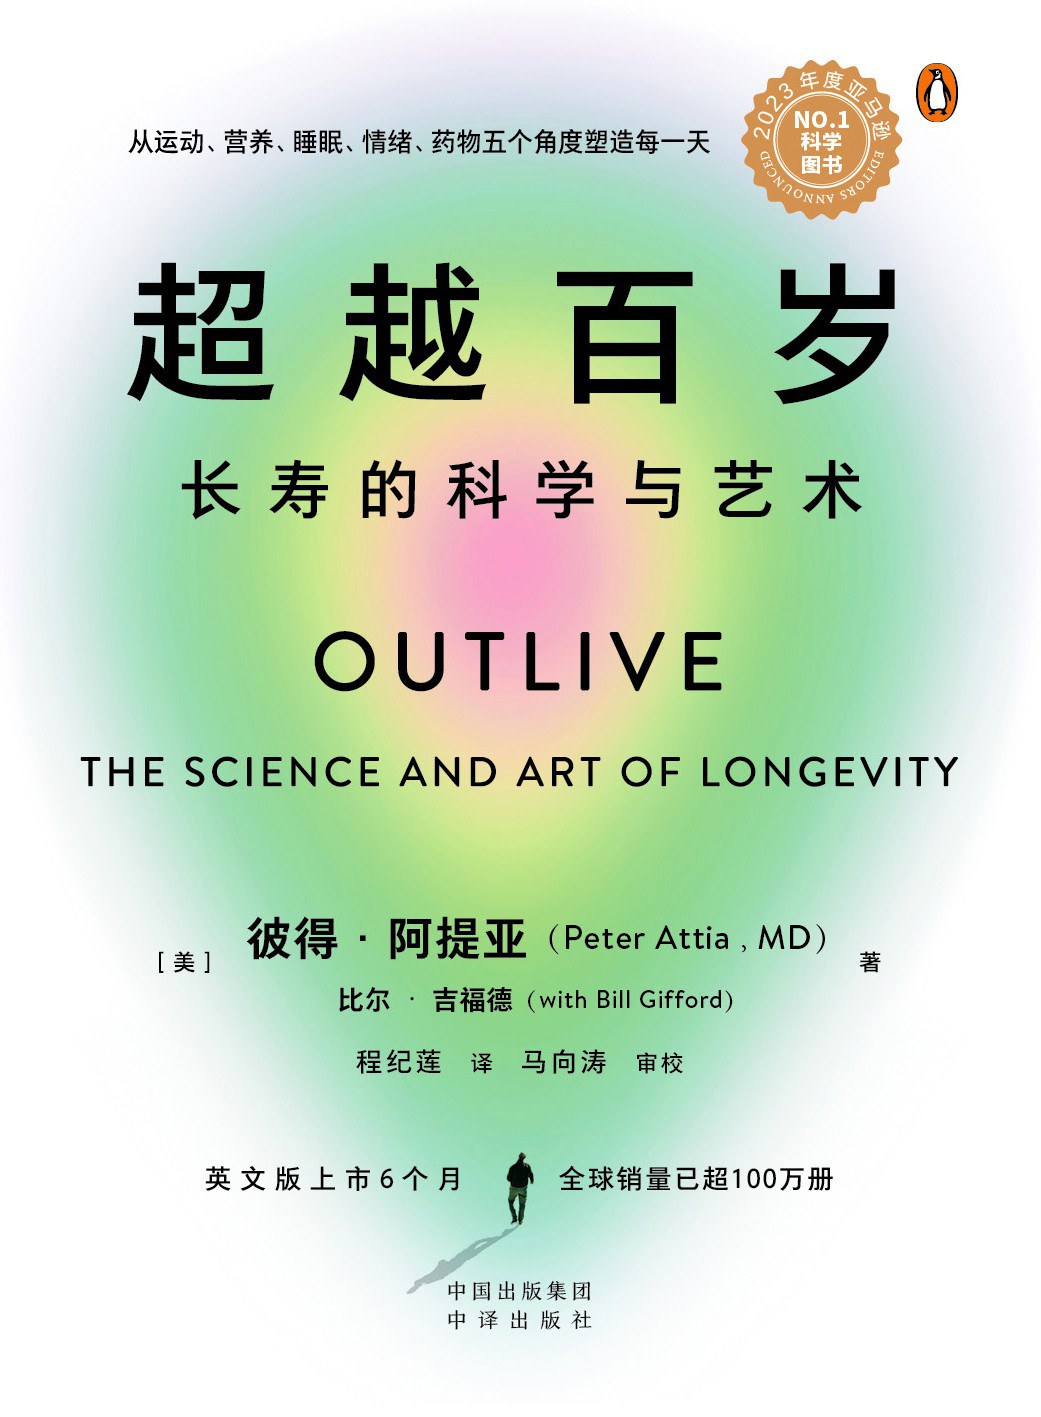 从运动、营养、睡眠、情绪、药物五个角度塑造每一天
2023年度亚马逊
NO.1
科学
图书
EDITORS ANNOUNCED
超越百岁
长寿的科学与艺术
OUTLIVE
THE SCIENCE AND ART OF LONGEVITY
[美] 彼得·阿提亚（Peter Attia , MD） 著
比尔·吉福德（with Bill Gifford）
程纪莲 译 马向涛 审校
英文版上市6个月 全球销量已超100万册
中国出版集团
中译出版社